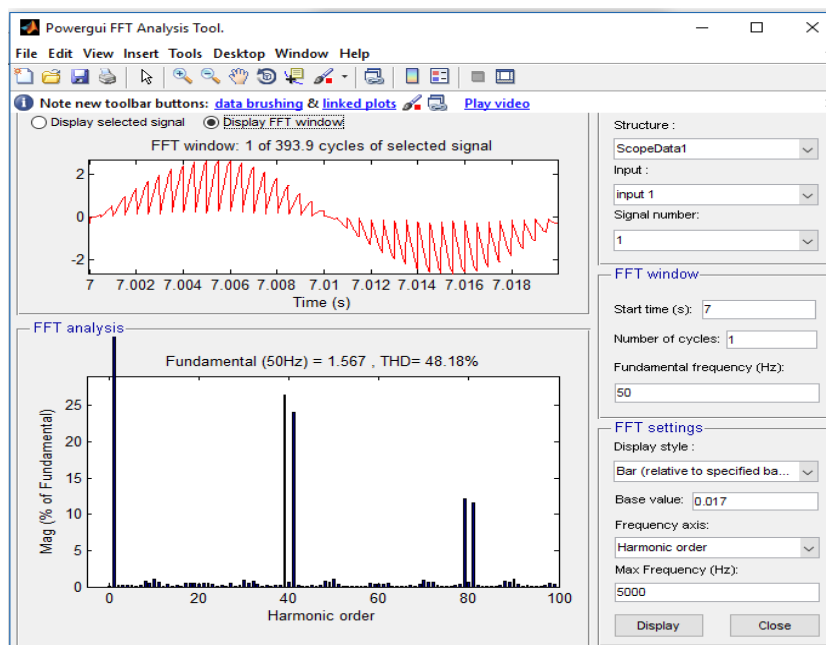 Powergui FFT Analysis Tool.
File Edit View Insert Tools Desktop Window Help
Note new toolbar buttons: data brushing & linked plots Play video
Display selected signal Display FFT window
FFT window: 1 of 393.9 cycles of selected signal
2
0
-2
7 7.002 7.004 7.006 7.008 7.01 7.012 7.014 7.016 7.018
Time (s)
FFT analysis
Fundamental (50Hz) = 1.567 , THD= 48.18%
Mag (% of Fundamental)
25
20
15
10
5
0
0 20 40 60 80 100
Harmonic order
Structure :
ScopeData1
Input :
input 1
Signal number:
1
FFT window
Start time (s): 7
Number of cycles: 1
Fundamental frequency (Hz):
50
FFT settings
Display style :
Bar (relative to specified ba...
Base value: 0.017
Frequency axis:
Harmonic order
Max Frequency (Hz):
5000
Display Close